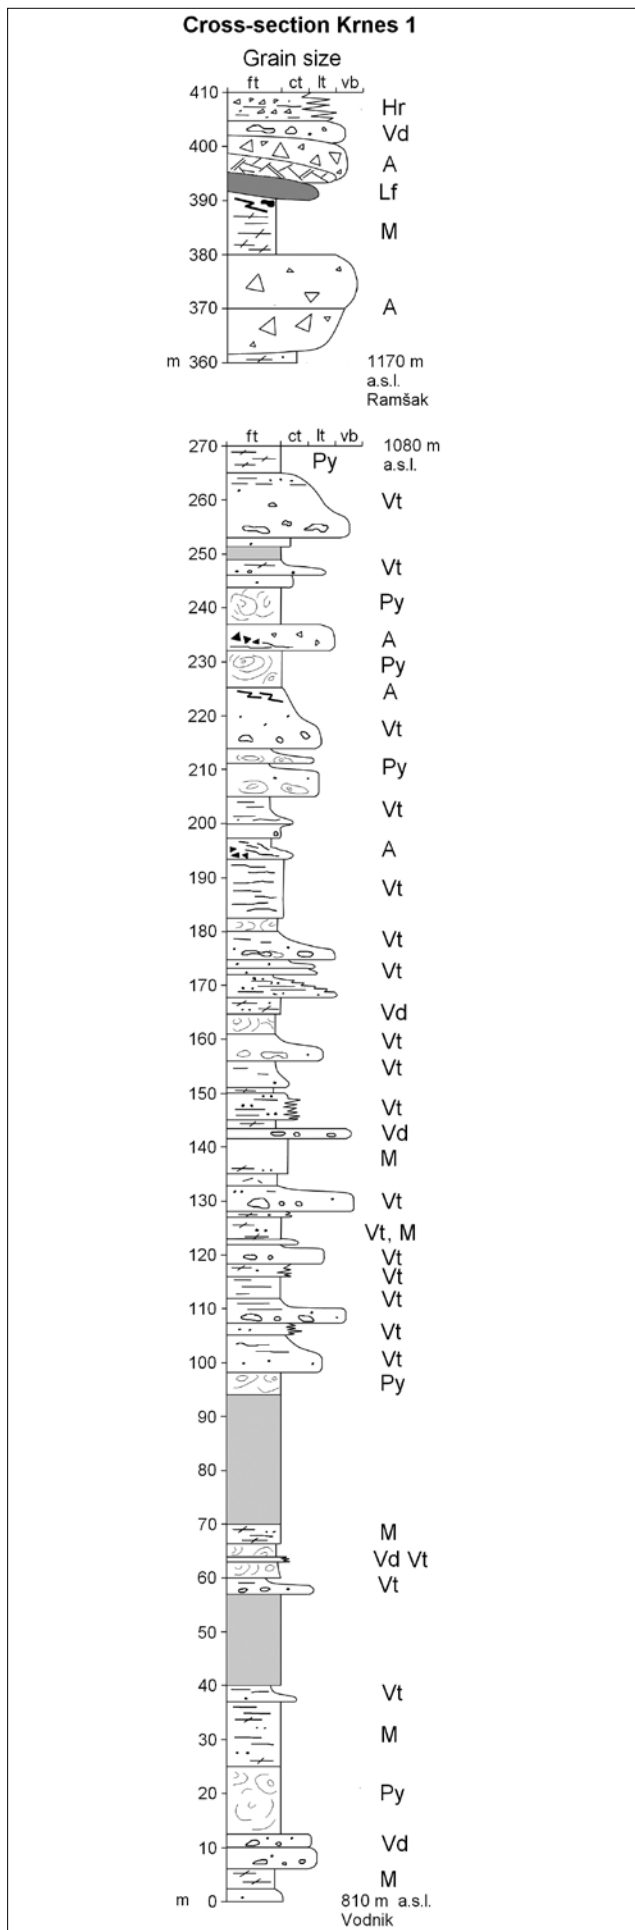 Cross-section Krnes 1
Grain size
ft ct lt vb
410
Hr
Vd
400
A
Lf
390
M
380
370 A
m 360 1170 m
a.s.l.
Ramšak
ft ct lt vb
270 1080 m
Py a.s.l.
260 Vt
250
Vt
240 Py
A
230 Py
A
220 Vt
210 Py
Vt
200
A
190 Vt
180
Vt
Vt
170
Vd
160 Vt
Vt
150
Vt
Vd
140
M
130 Vt
Vt, M
120 Vt
Vt
Vt
110
Vt
100 Vt
Py
90
80
70
M
Vd Vt
60 Vt
50
40
Vt
30 M
20 Py
Vd
10
M
m 0 810 m a.s.l.
Vodnik